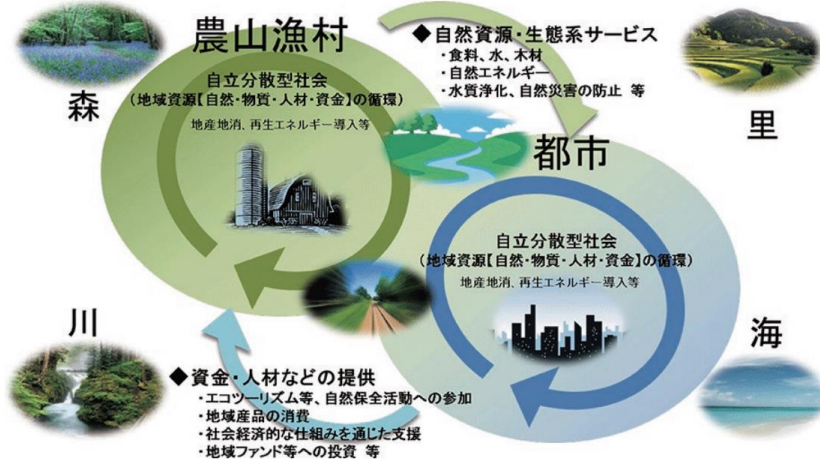 農山漁村
自立分散型社会
(地域資源【自然・物質・人材・資金】の循環)
地産地消、再生エネルギー導入等
◆自然資源・生態系サービス
・食料、水、木材
・自然エネルギー
・水質浄化、自然災害の防止 等
森
里
都市
自立分散型社会
(地域資源【自然・物質・人材・資金】の循環)
地産地消、再生エネルギー導入等
川
海
◆資金・人材などの提供
・エコツーリズム等、自然保全活動への参加
・地域産品の消費
・社会経済的な仕組みを通じた支援
・地域ファンド等への投資 等